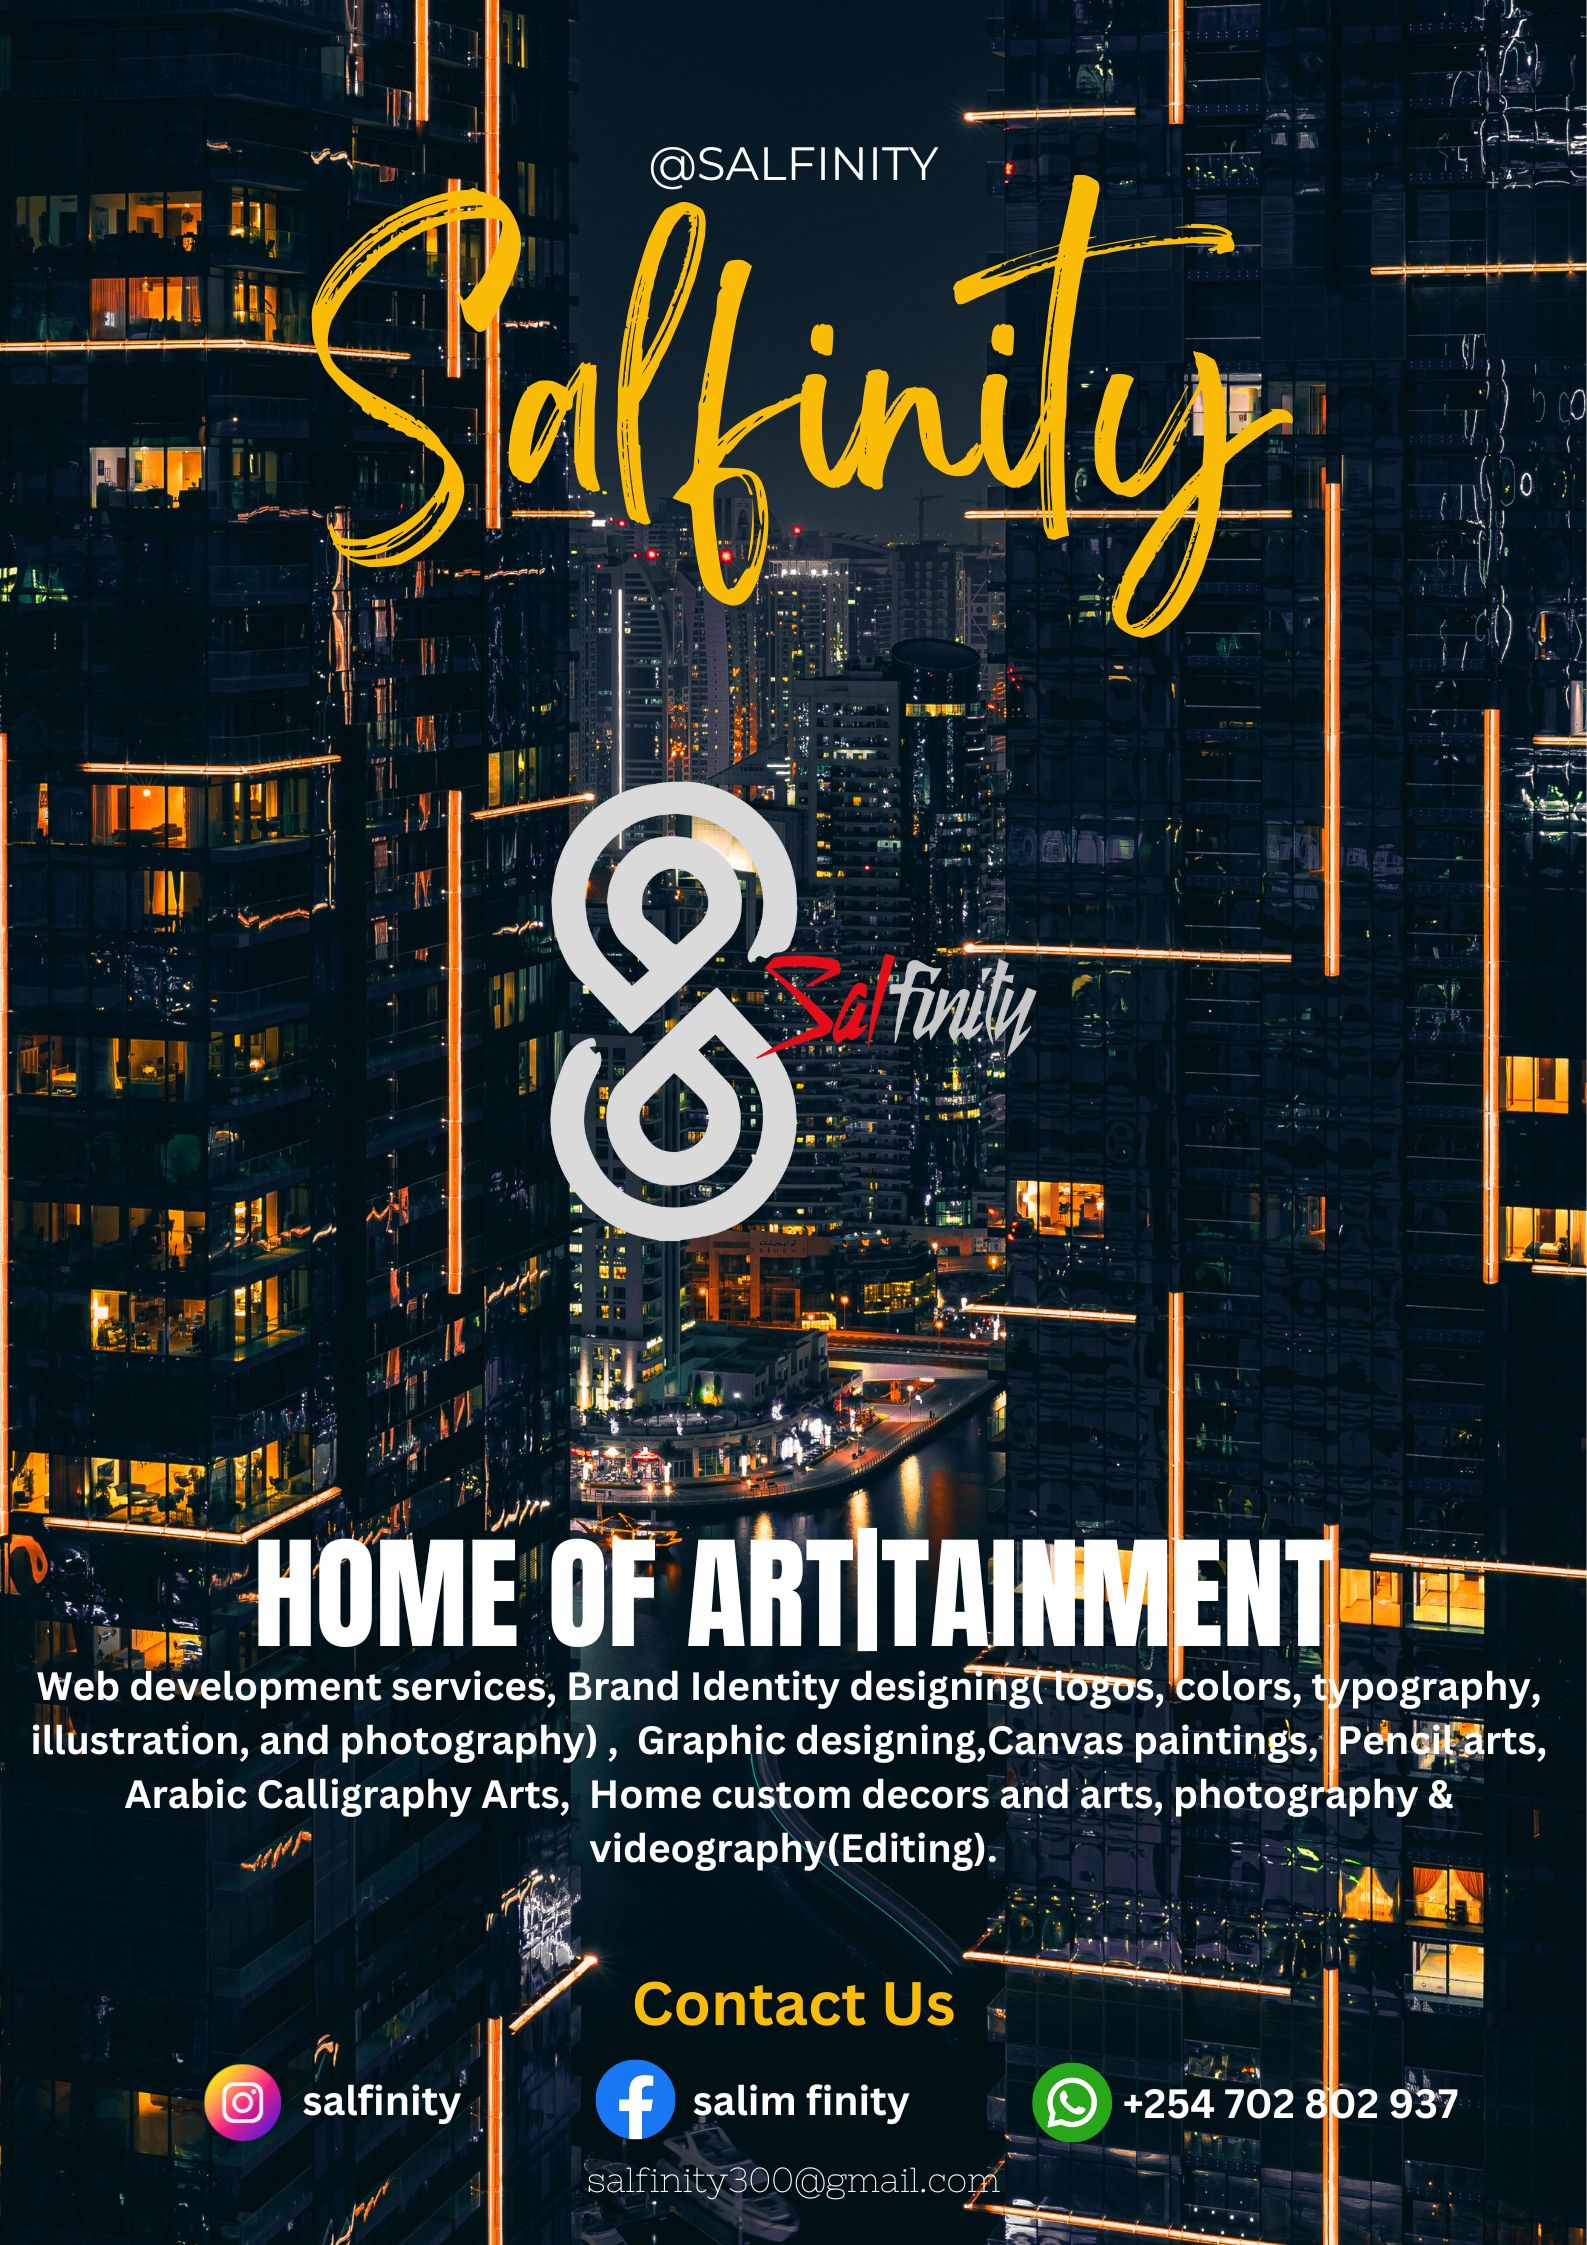 @SALFINITY
Salfinity
Salfinity
HOME OF ART|TAINMENT
Web development services, Brand Identity designing( logos, colors, typography,
illustration, and photography) ,  Graphic designing,Canvas paintings,  Pencil arts,
Arabic Calligraphy Arts,  Home custom decors and arts, photography &
videography(Editing).
Contact Us
salfinity
salim finity
+254 702 802 937
salfinity300@gmail.com